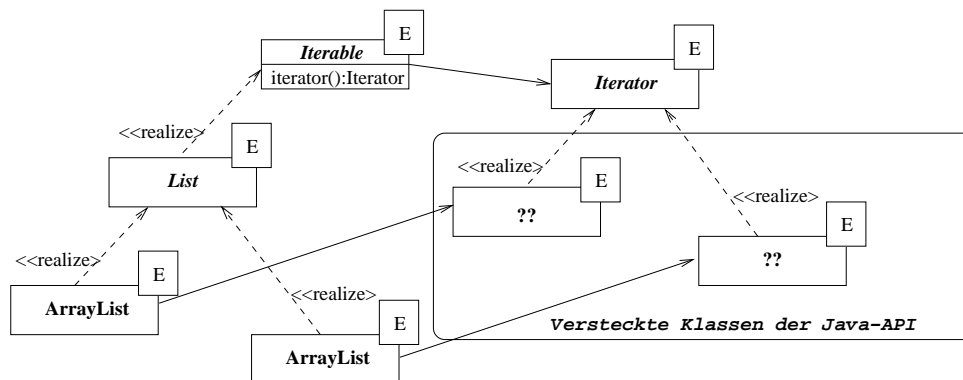 E
Iterable
iterator():Iterator
E
Iterator
<<realize>
E
List
<<realize>
E
??
<<realize>
E
??
<<realize>
E
ArrayList
<<realize>
E
ArrayList
Versteckte Klassen der Java-API